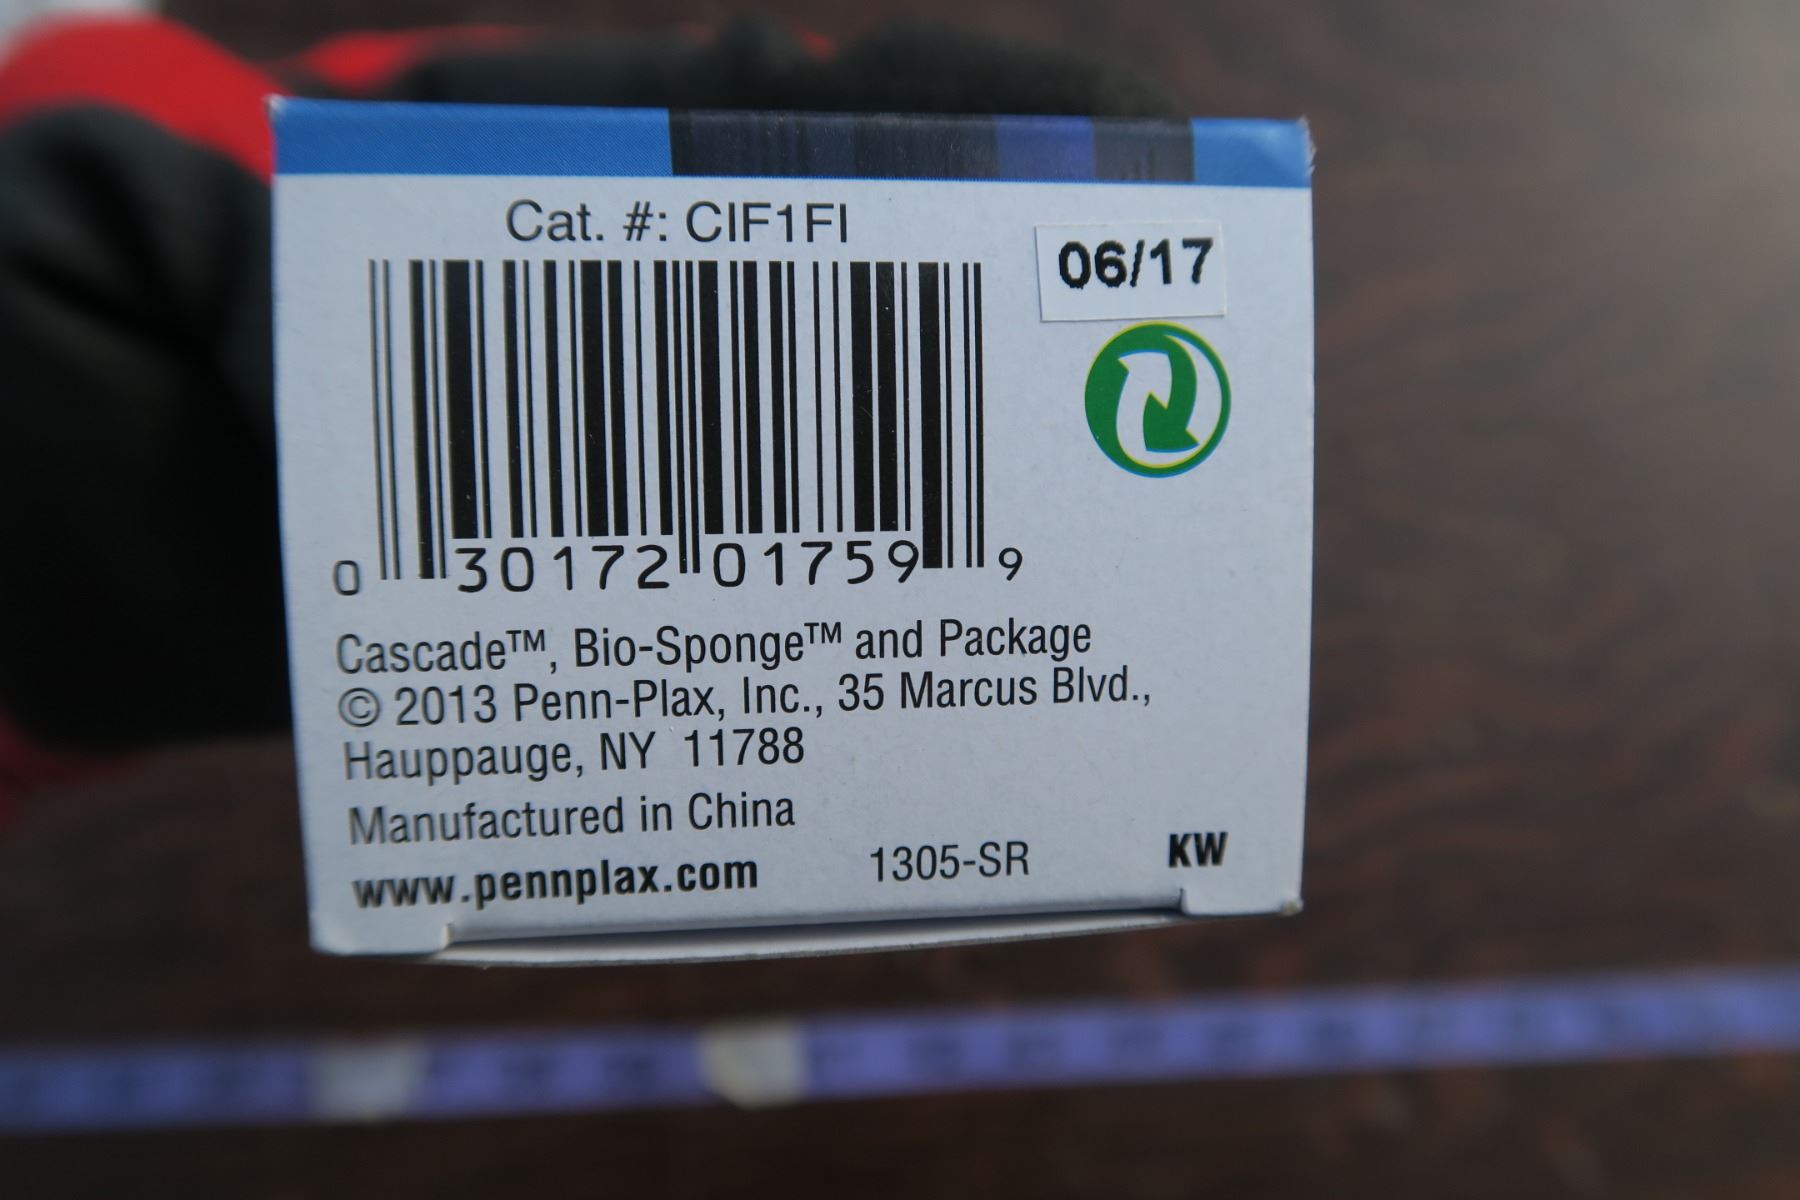 Cat. #: CIF1FI
06/17
0 30172 01759 9
Cascade™, Bio-Sponge™ and Package
© 2013 Penn-Plax, Inc., 35 Marcus Blvd.,
Hauppauge, NY 11788
Manufactured in China
www.pennplax.com 1305-SR KW